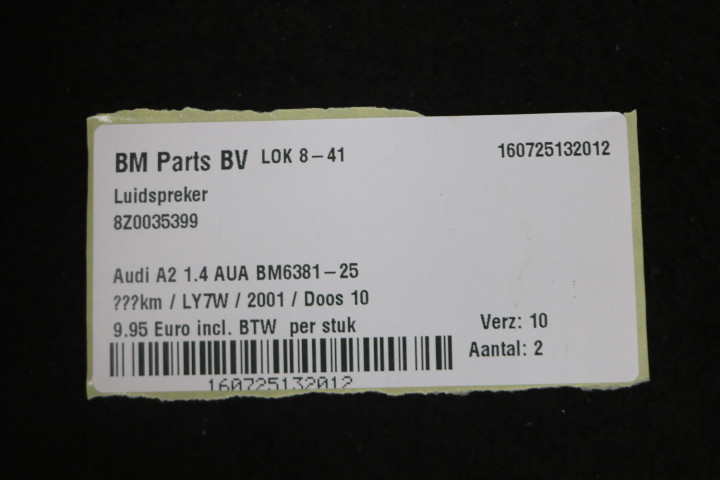 BM Parts BV LOK 8-41 160725132012
Luidspreker
8Z0035399
Audi A2 1.4 AUA BM6381-25
???km / LY7W / 2001 / Doos 10
9.95 Euro incl. BTW per stuk Verz: 10
Aantal: 2
160725132012